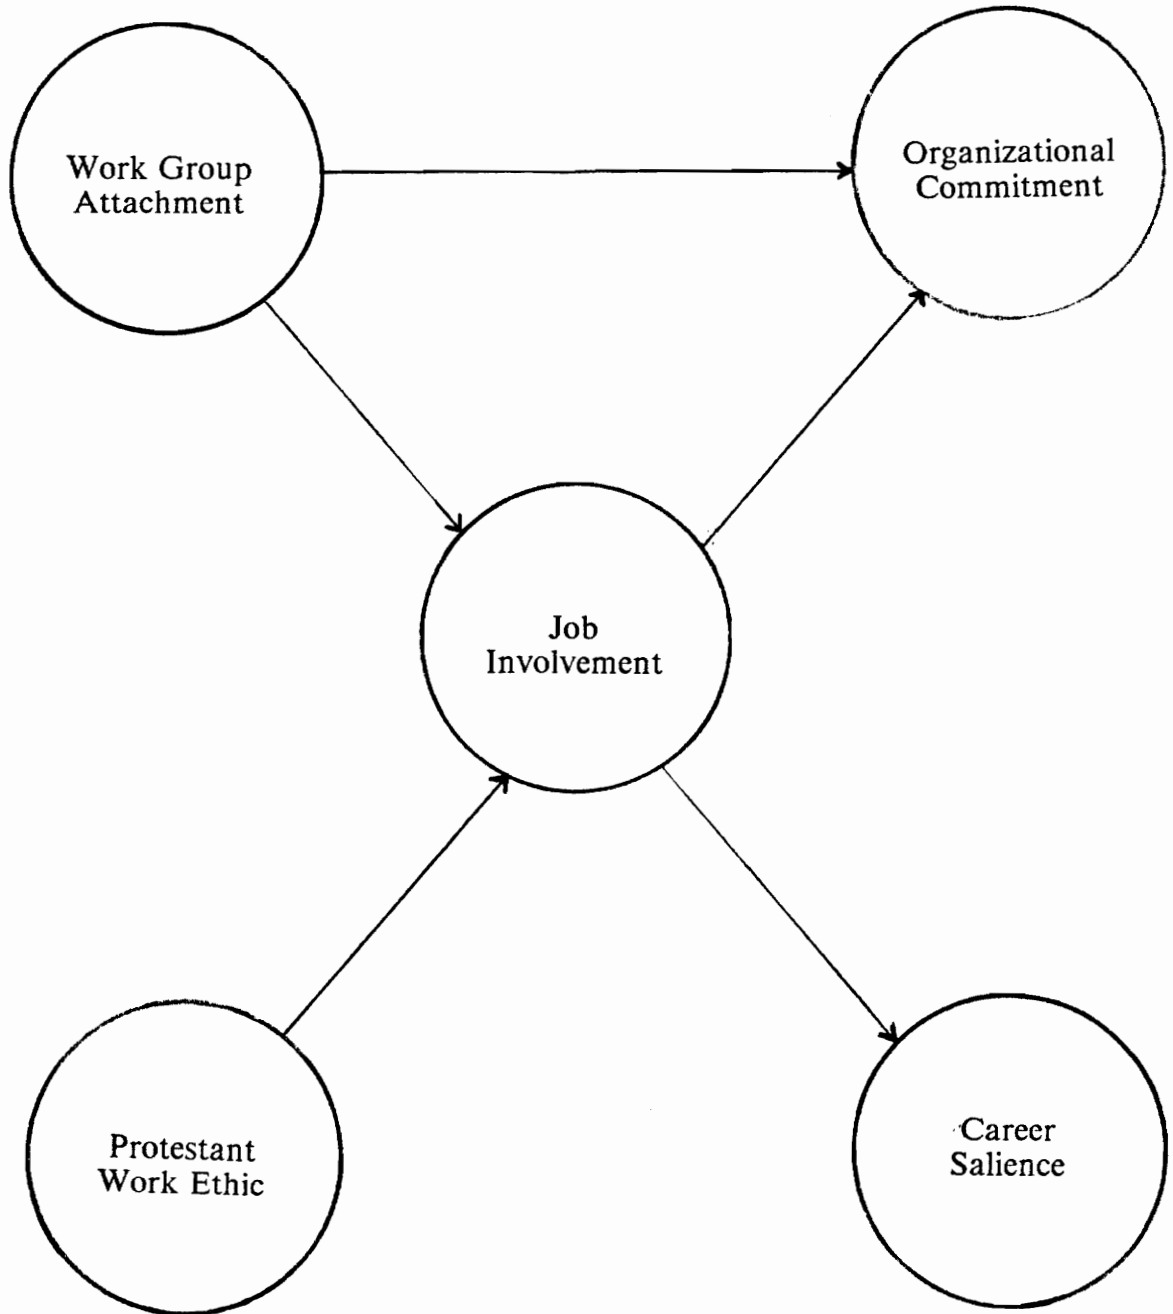 Work Group
Attachment
Organizational
Commitment
Job
Involvement
Protestant
Work Ethic
Career
Salience